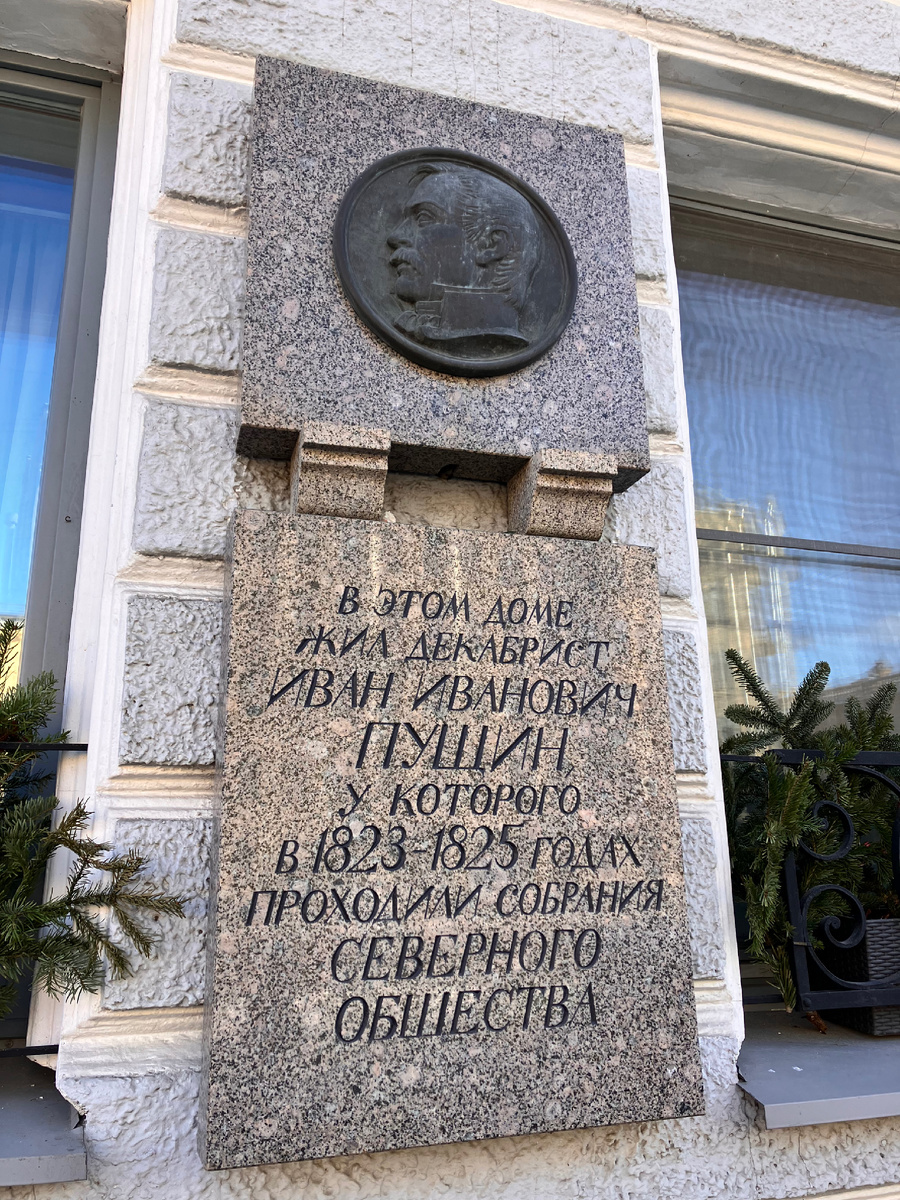 В ЭТОМ ДОМЕ
ЖИЛ ДЕКАБРИСТ
ИВАН ИВАНОВИЧ
ПУЩИН,
У КОТОРОГО
В 1823-1825 ГОДАХ
ПРОХОДИЛИ СОБРАНИЯ
СЕВЕРНОГО
ОБЩЕСТВА